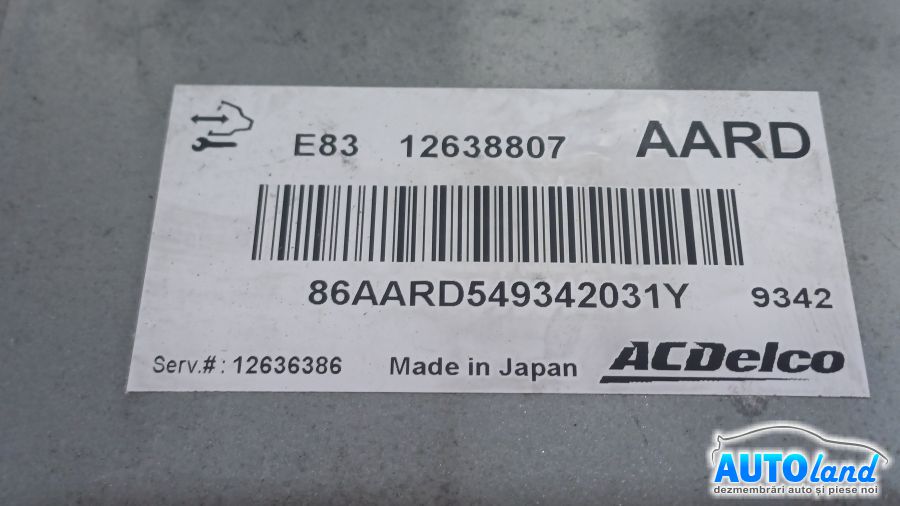 E83 12638807 AARD
86AARD549342031Y 9342
Serv.#: 12636386 Made in Japan ACDelco
AUTOland
dezmembrări auto și piese noi